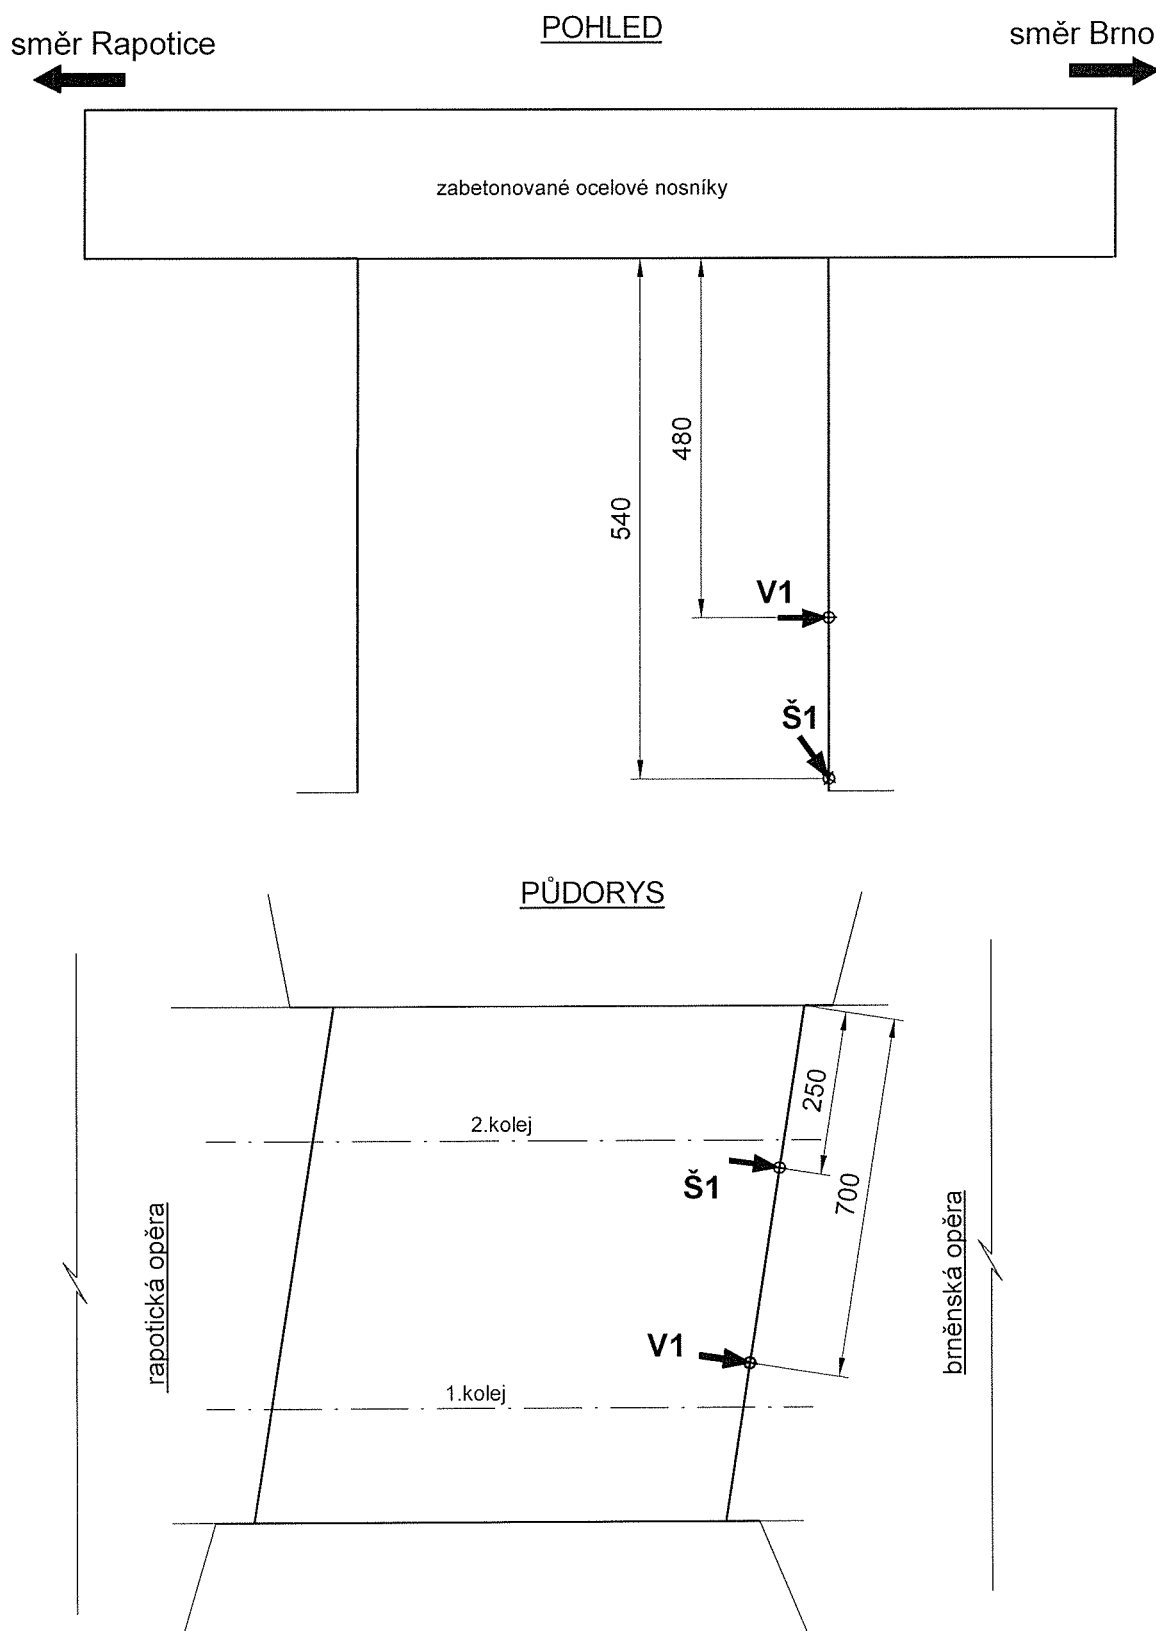 POHLED
směr Rapotice
směr Brno
zabetonované ocelové nosníky
480
540
V1
Š1
PŮDORYS
2.kolej
250
Š1
700
rapotická opěra
brněnská opěra
V1
1.kolej